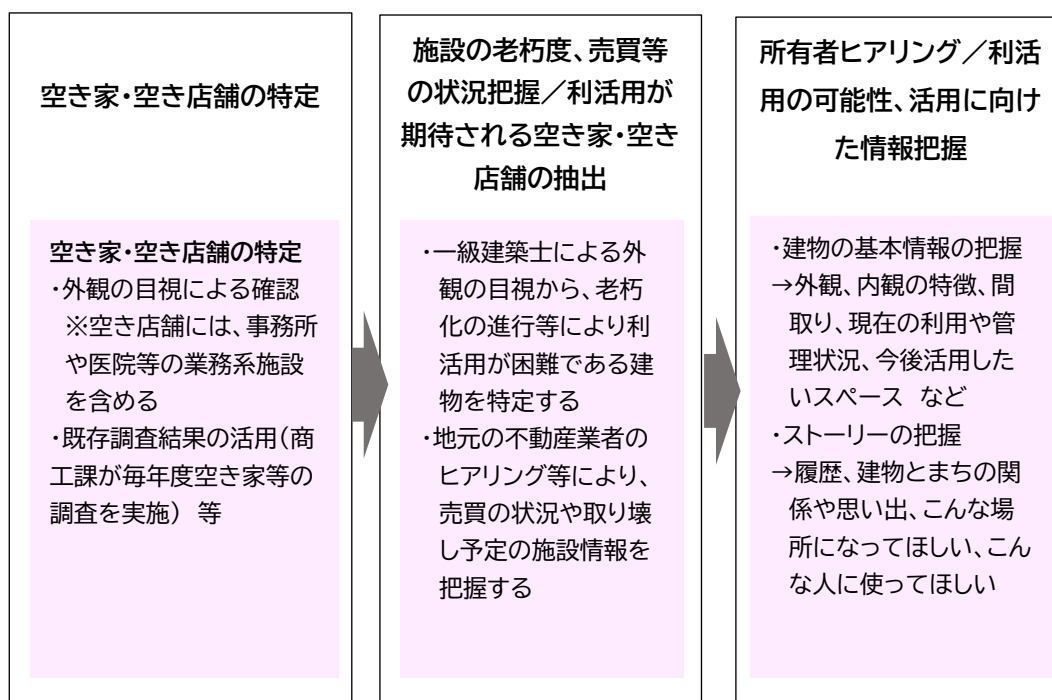 空き家・空き店舗の特定
空き家・空き店舗の特定
・外観の目視による確認
※空き店舗には、事務所
や医院等の業務系施設
を含める
・既存調査結果の活用(商
工課が毎年度空き家等の
調査を実施) 等
施設の老朽度、売買等
の状況把握/利活用が
期待される空き家・空き
店舗の抽出
・一級建築士による外
観の目視から、老朽
化の進行等により利
活用が困難である建
物を特定する
・地元の不動産業者の
ヒアリング等により、
売買の状況や取り壊
し予定の施設情報を
把握する
所有者ヒアリング/利活
用の可能性、活用に向け
た情報把握
・建物の基本情報の把握
→外観、内観の特徴、間
取り、現在の利用や管
理状況、今後活用した
いスペース など
・ストーリーの把握
→履歴、建物とまちの関
係や思い出、こんな場
所になってほしい、こん
な人に使ってほしい